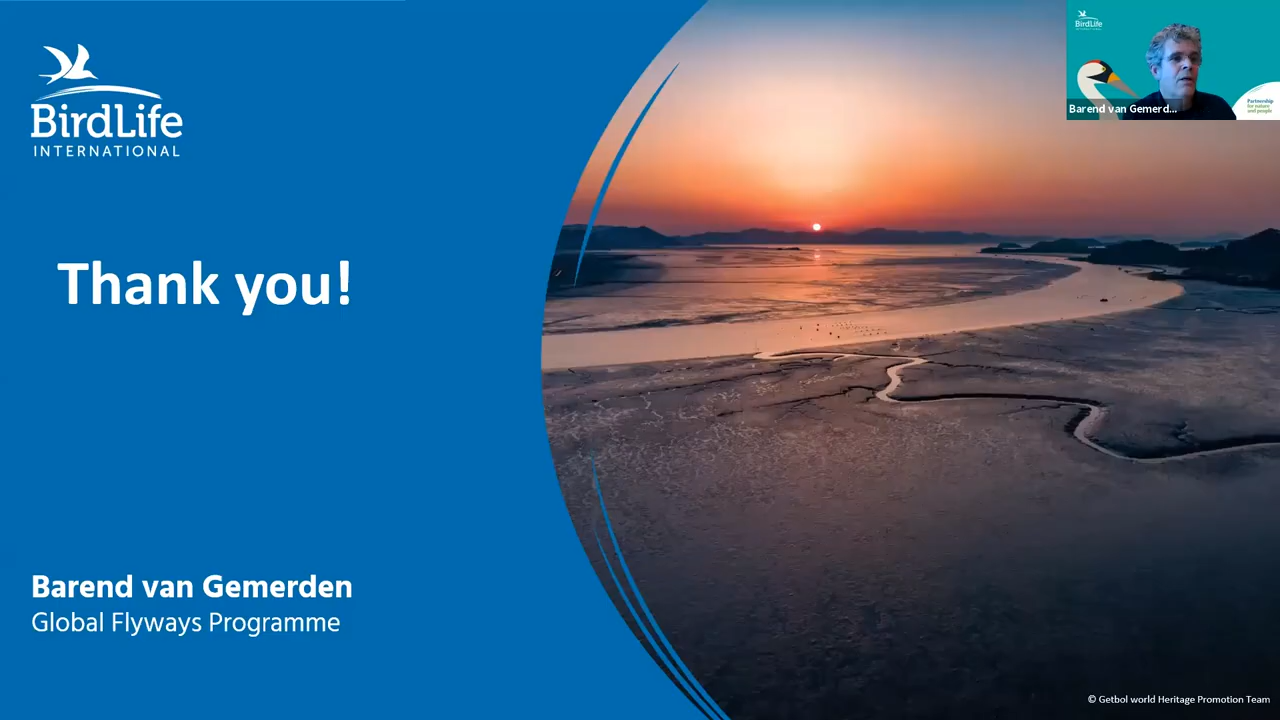 BirdLife
INTERNATIONAL
Thank you!
Barend van Gemerden
Global Flyways Programme
BirdLife
INTERNATIONAL
Barend van Gemerd...
Partnership
for nature
and people
© Getbol world Heritage Promotion Team